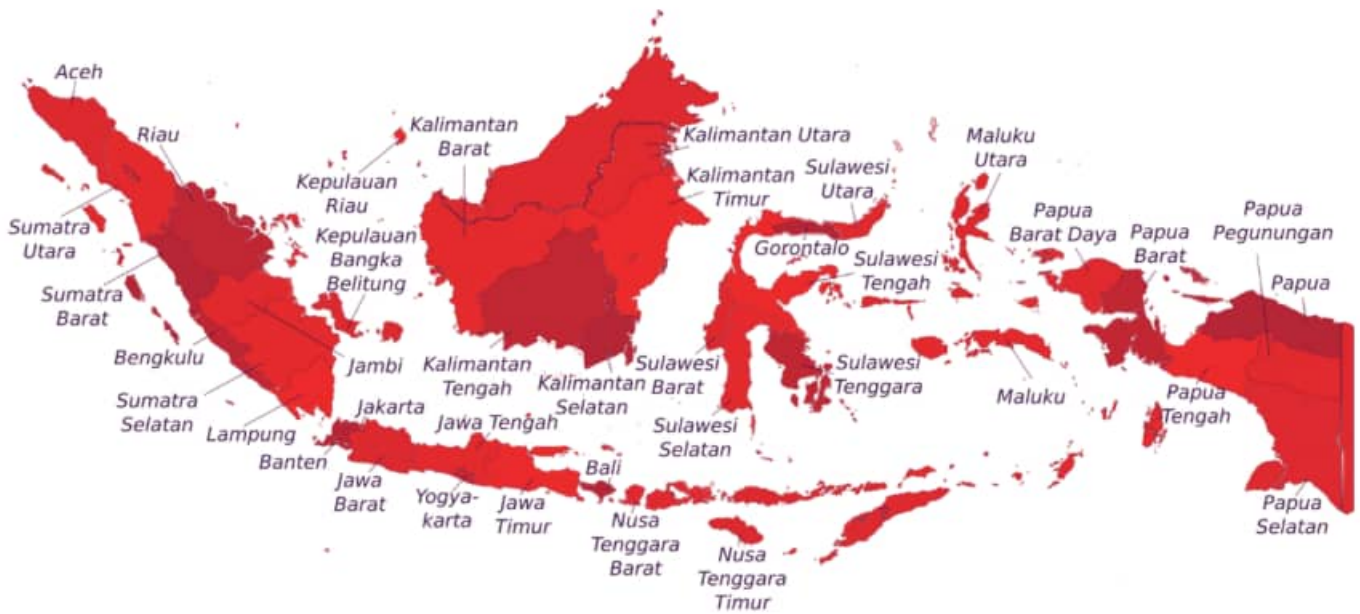 Aceh
Riau
Sumatra
Utara
Sumatra
Barat
Bengkulu
Sumatra
Selatan
Lampung
Jambi
Kepulauan
Riau
Kepulauan
Bangka
Belitung
Kalimantan
Barat
Kalimantan Utara
Kalimantan
Timur
Kalimantan
Tengah
Kalimantan
Selatan
Sulawesi
Utara
Gorontalo
Sulawesi
Tengah
Sulawesi
Barat
Sulawesi
Selatan
Sulawesi
Tenggara
Maluku
Utara
Maluku
Papua
Barat Daya
Papua
Barat
Papua
Pegunungan
Papua
Papua
Tengah
Papua
Selatan
Jakarta
Banten
Jawa
Barat
Jawa Tengah
Yogya-
karta
Jawa
Timur
Bali
Nusa
Tenggara
Barat
Nusa
Tenggara
Timur